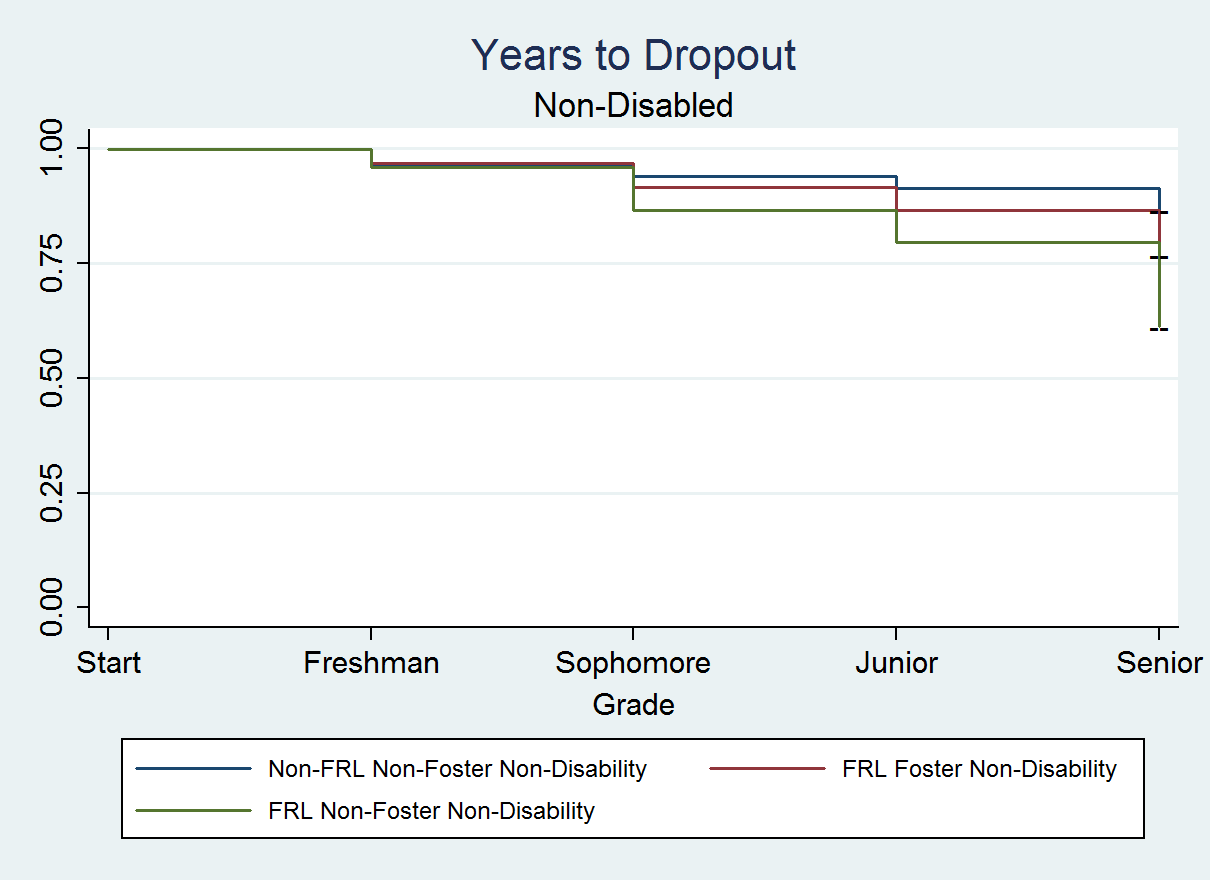 Years to Dropout
Non-Disabled
1.00
0.75
0.50
0.25
0.00
Start Freshman Sophomore Junior Senior
Grade
Non-FRL Non-Foster Non-Disability FRL Foster Non-Disability
FRL Non-Foster Non-Disability